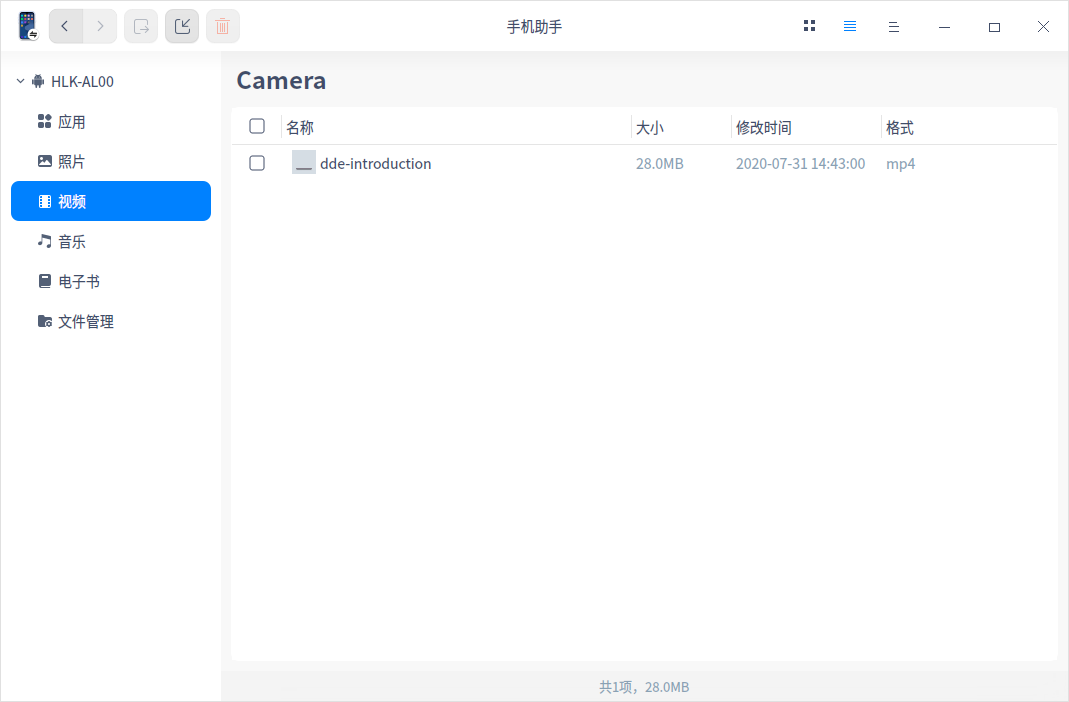 手机助手
HLK-AL00
应用
照片
视频
音乐
电子书
文件管理
Camera
名称 大小 修改时间 格式
dde-introduction 28.0MB 2020-07-31 14:43:00 mp4
共1项，28.0MB